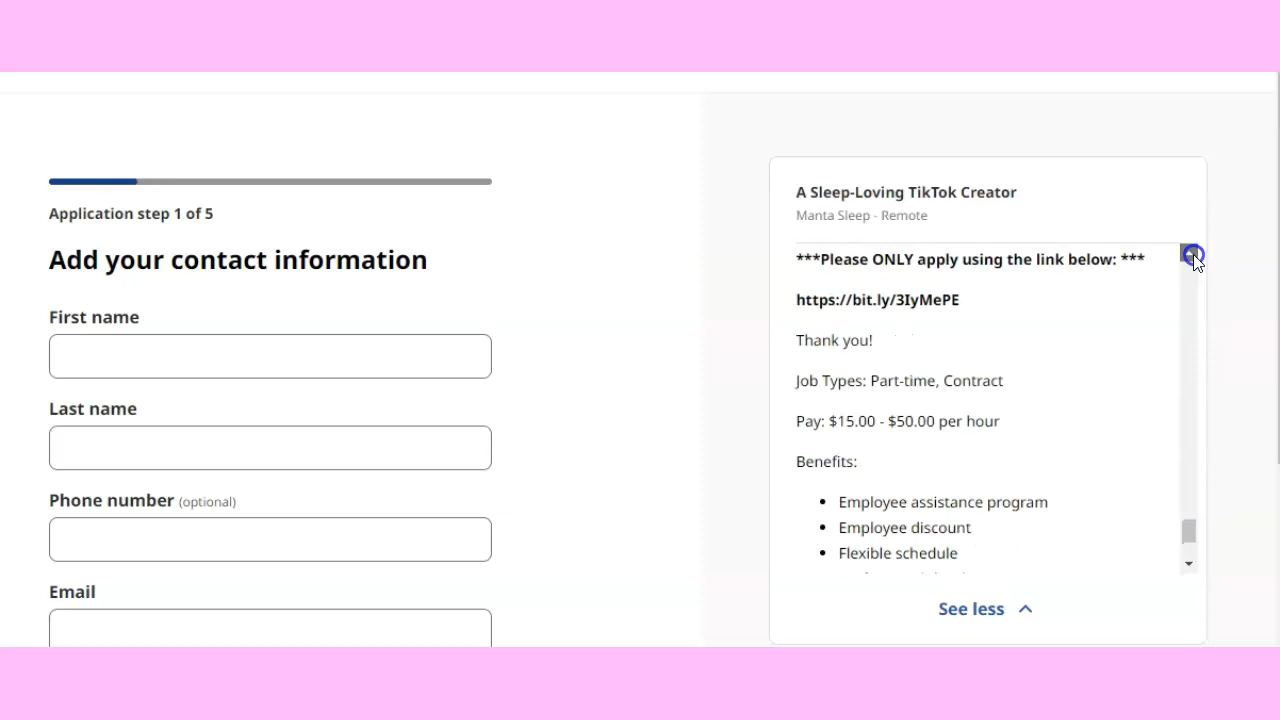 Application step 1 of 5
Add your contact information
First name
Last name
Phone number (optional)
Email
A Sleep-Loving TikTok Creator
Manta Sleep - Remote
***Please ONLY apply using the link below: ***
https://bit.ly/3IyMePE
Thank you!
Job Types: Part-time, Contract
Pay: $15.00 - $50.00 per hour
Benefits:
• Employee assistance program
• Employee discount
• Flexible schedule
See less